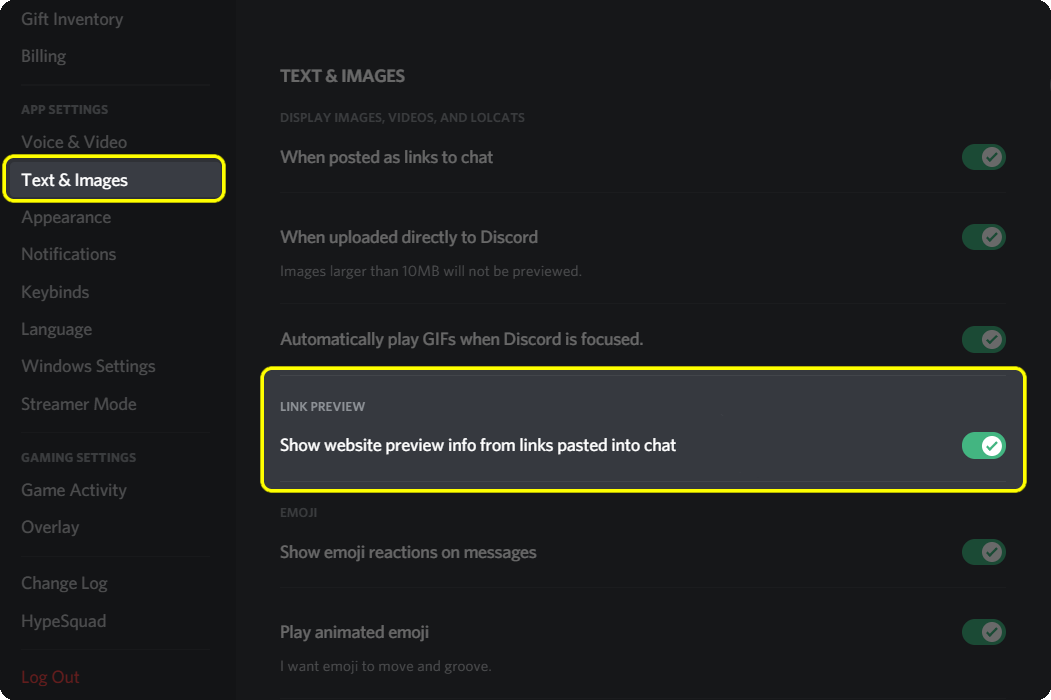 Gift Inventory
Billing
APP SETTINGS
Voice & Video
Text & Images
Appearance
Notifications
Keybinds
Language
Windows Settings
Streamer Mode
GAMING SETTINGS
Game Activity
Overlay
Change Log
HypeSquad
Log Out
TEXT & IMAGES
DISPLAY IMAGES, VIDEOS, AND LOLCATS
When posted as links to chat
When uploaded directly to Discord
Images larger than 10MB will not be previewed.
Automatically play GIFs when Discord is focused.
LINK PREVIEW
Show website preview info from links pasted into chat
EMOJI
Show emoji reactions on messages
Play animated emoji
I want emoji to move and groove.